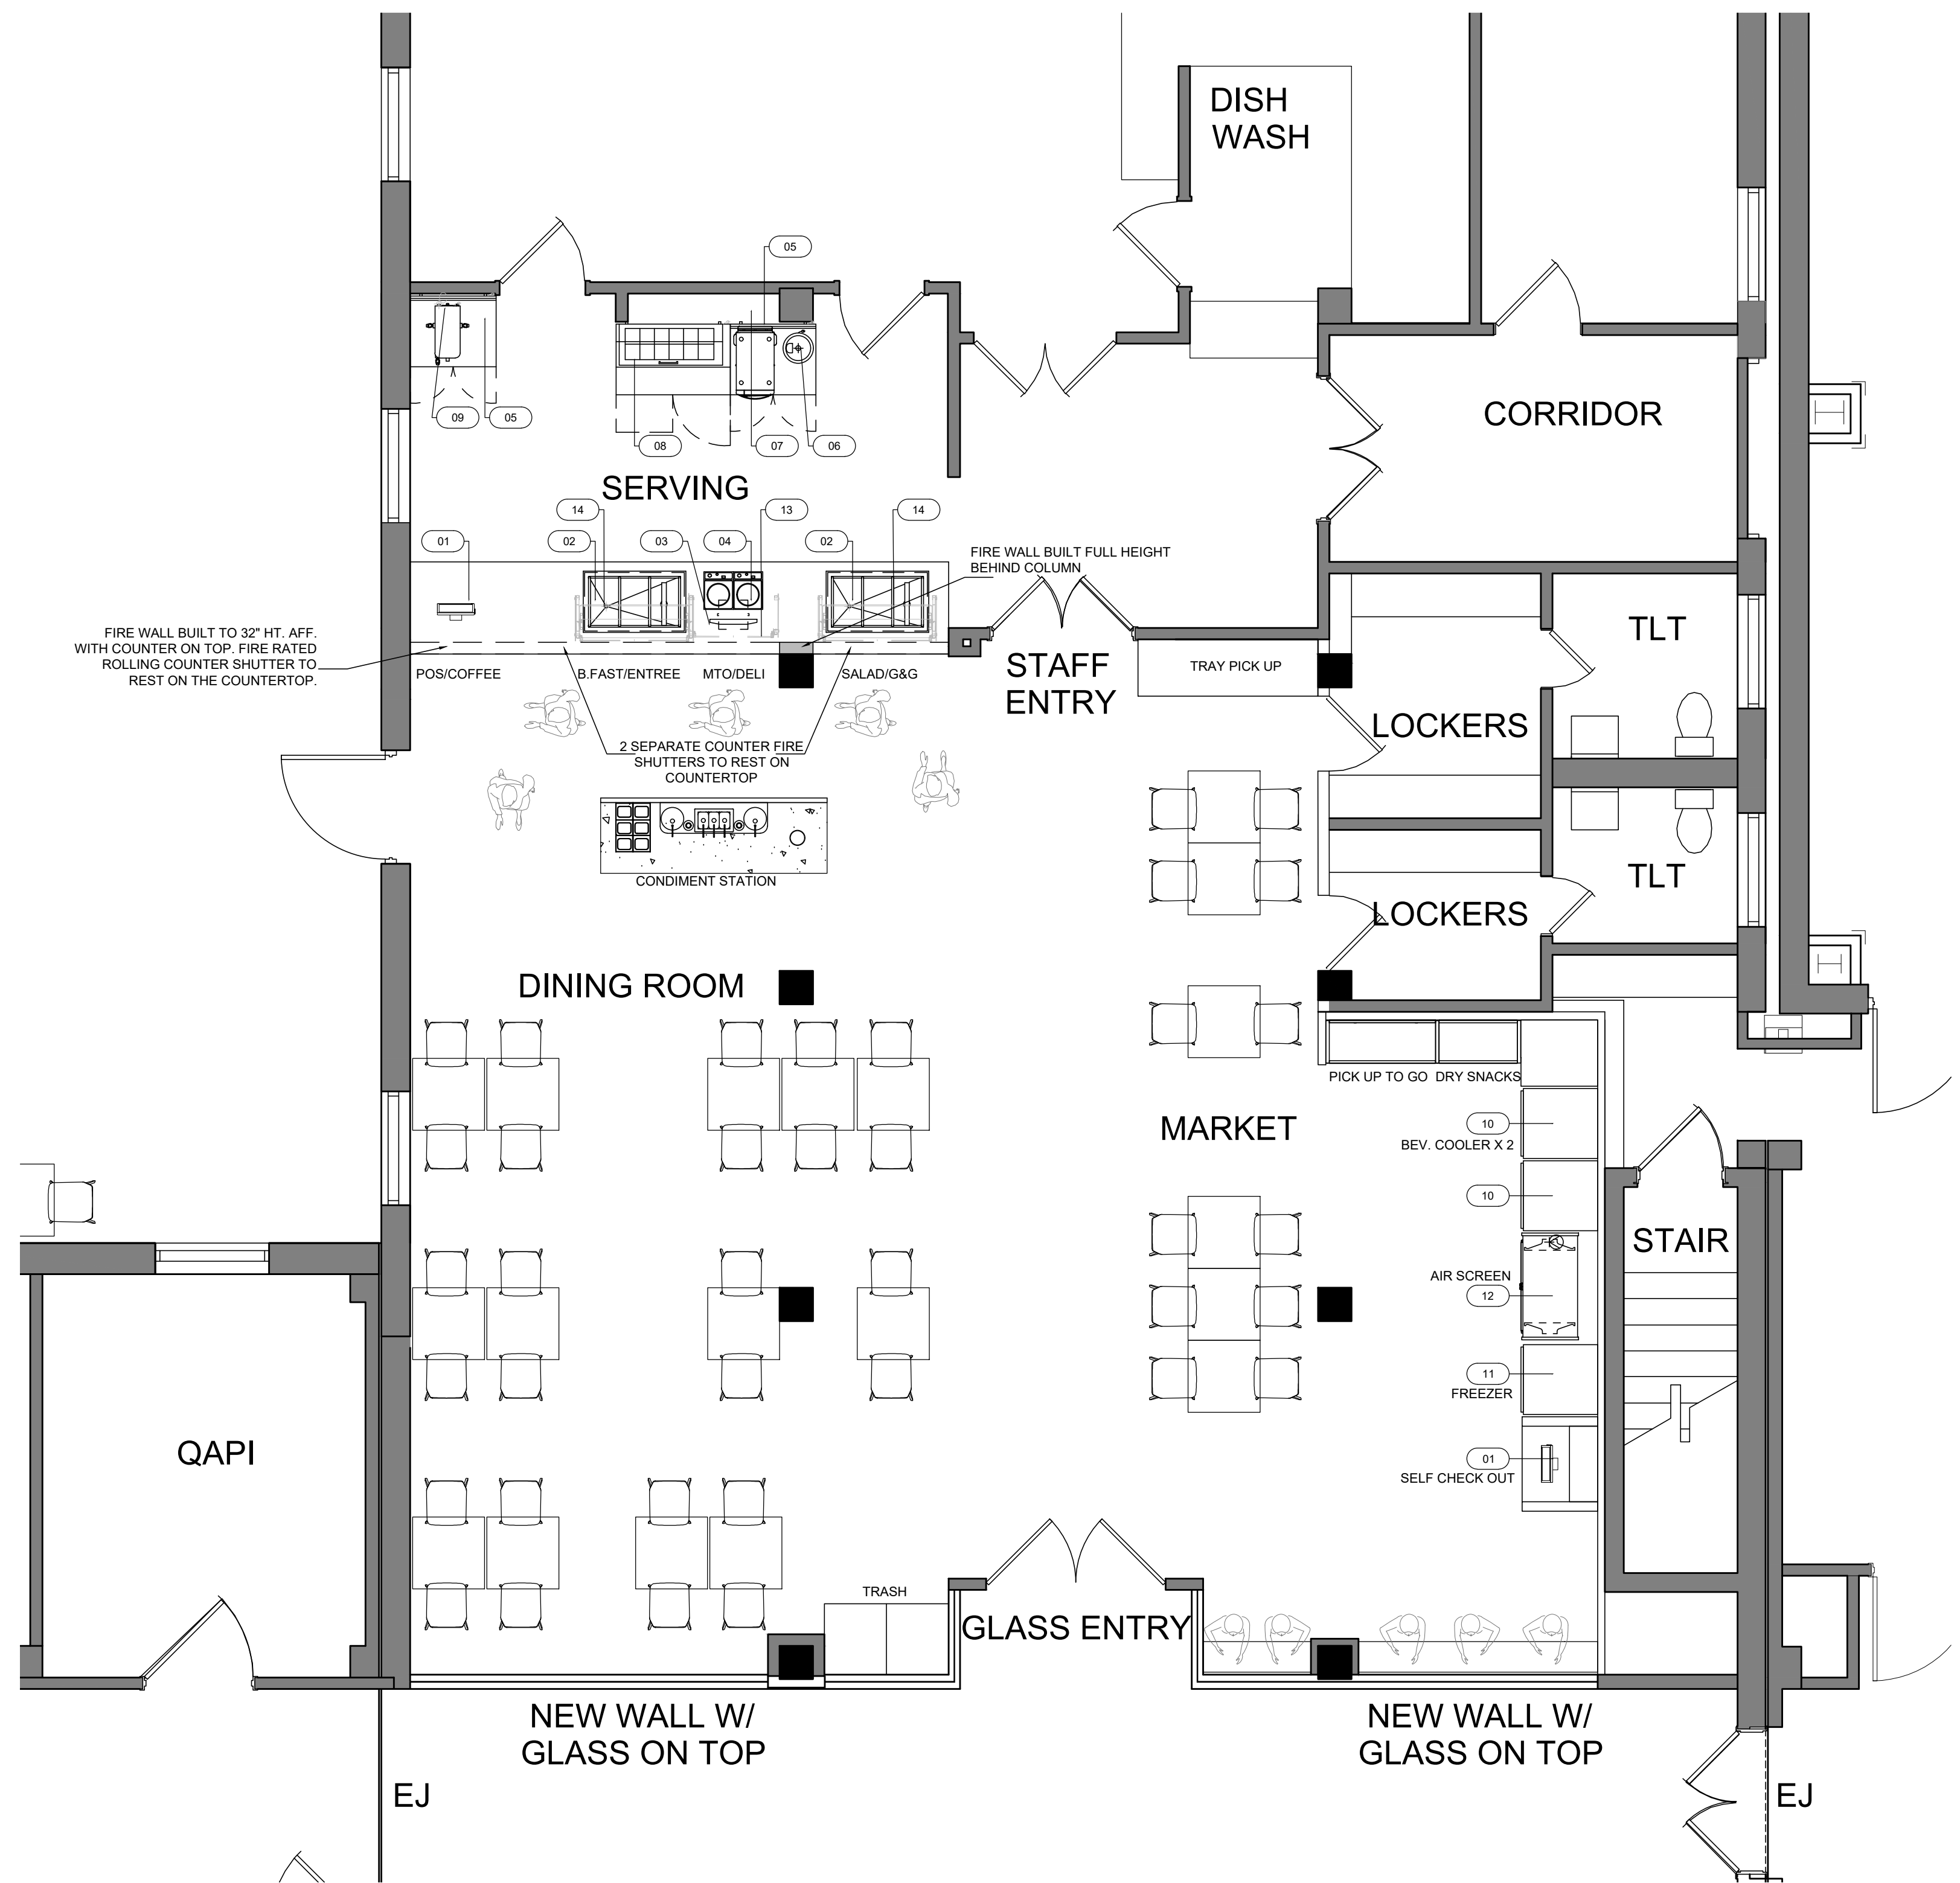 DISH
WASH
05
CORRIDOR
09
05
08
07
06
SERVING
14
13
14
01
02
03
04
02
FIRE WALL BUILT FULL HEIGHT
BEHIND COLUMN
FIRE WALL BUILT TO 32" HT. AFF.
WITH COUNTER ON TOP. FIRE RATED
ROLLING COUNTER SHUTTER TO
REST ON THE COUNTERTOP.
POS/COFFEE
B.FAST/ENTREE
MTO/DELI
SALAD/G&G
STAFF
ENTRY
TRAY PICK UP
TLT
LOCKERS
2 SEPARATE COUNTER FIRE
SHUTTERS TO REST ON
COUNTERTOP
CONDIMENT STATION
TLT
LOCKERS
DINING ROOM
PICK UP TO GO DRY SNACKS
MARKET
10
BEV. COOLER X 2
10
STAIR
AIR SCREEN
12
11
FREEZER
QAPI
01
SELF CHECK OUT
TRASH
GLASS ENTRY
NEW WALL W/
GLASS ON TOP
NEW WALL W/
GLASS ON TOP
EJ
EJ